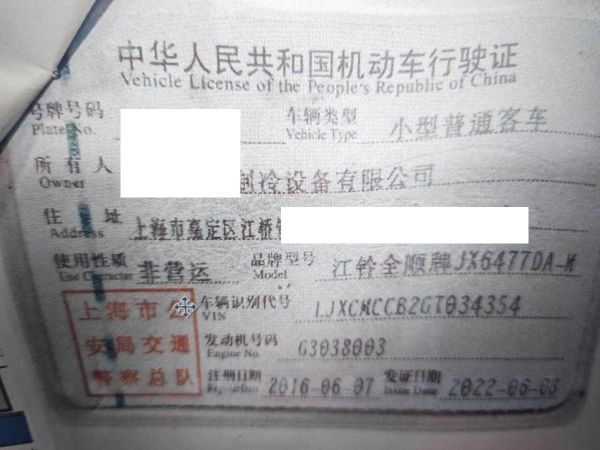 中华人民共和国机动车行驶证
Vehicle License of the People's Republic of China
号牌号码 车辆类型 小型普通客车
Plate No. Vehicle Type
所有人 制冷设备有限公司
Owner
住址 上海市嘉定区江桥
Address
使用性质 非营运 品牌型号 江铃全顺牌JX6477DA-M
Use Character Model
上海市公 车辆识别代号 LJXCMCCB2GT034354
VIN
安局交通 发动机号码 G3038003
Engine No.
警察总队 注册日期 2016-06-07 发证日期 2022-06-03
Register Date Issue Date